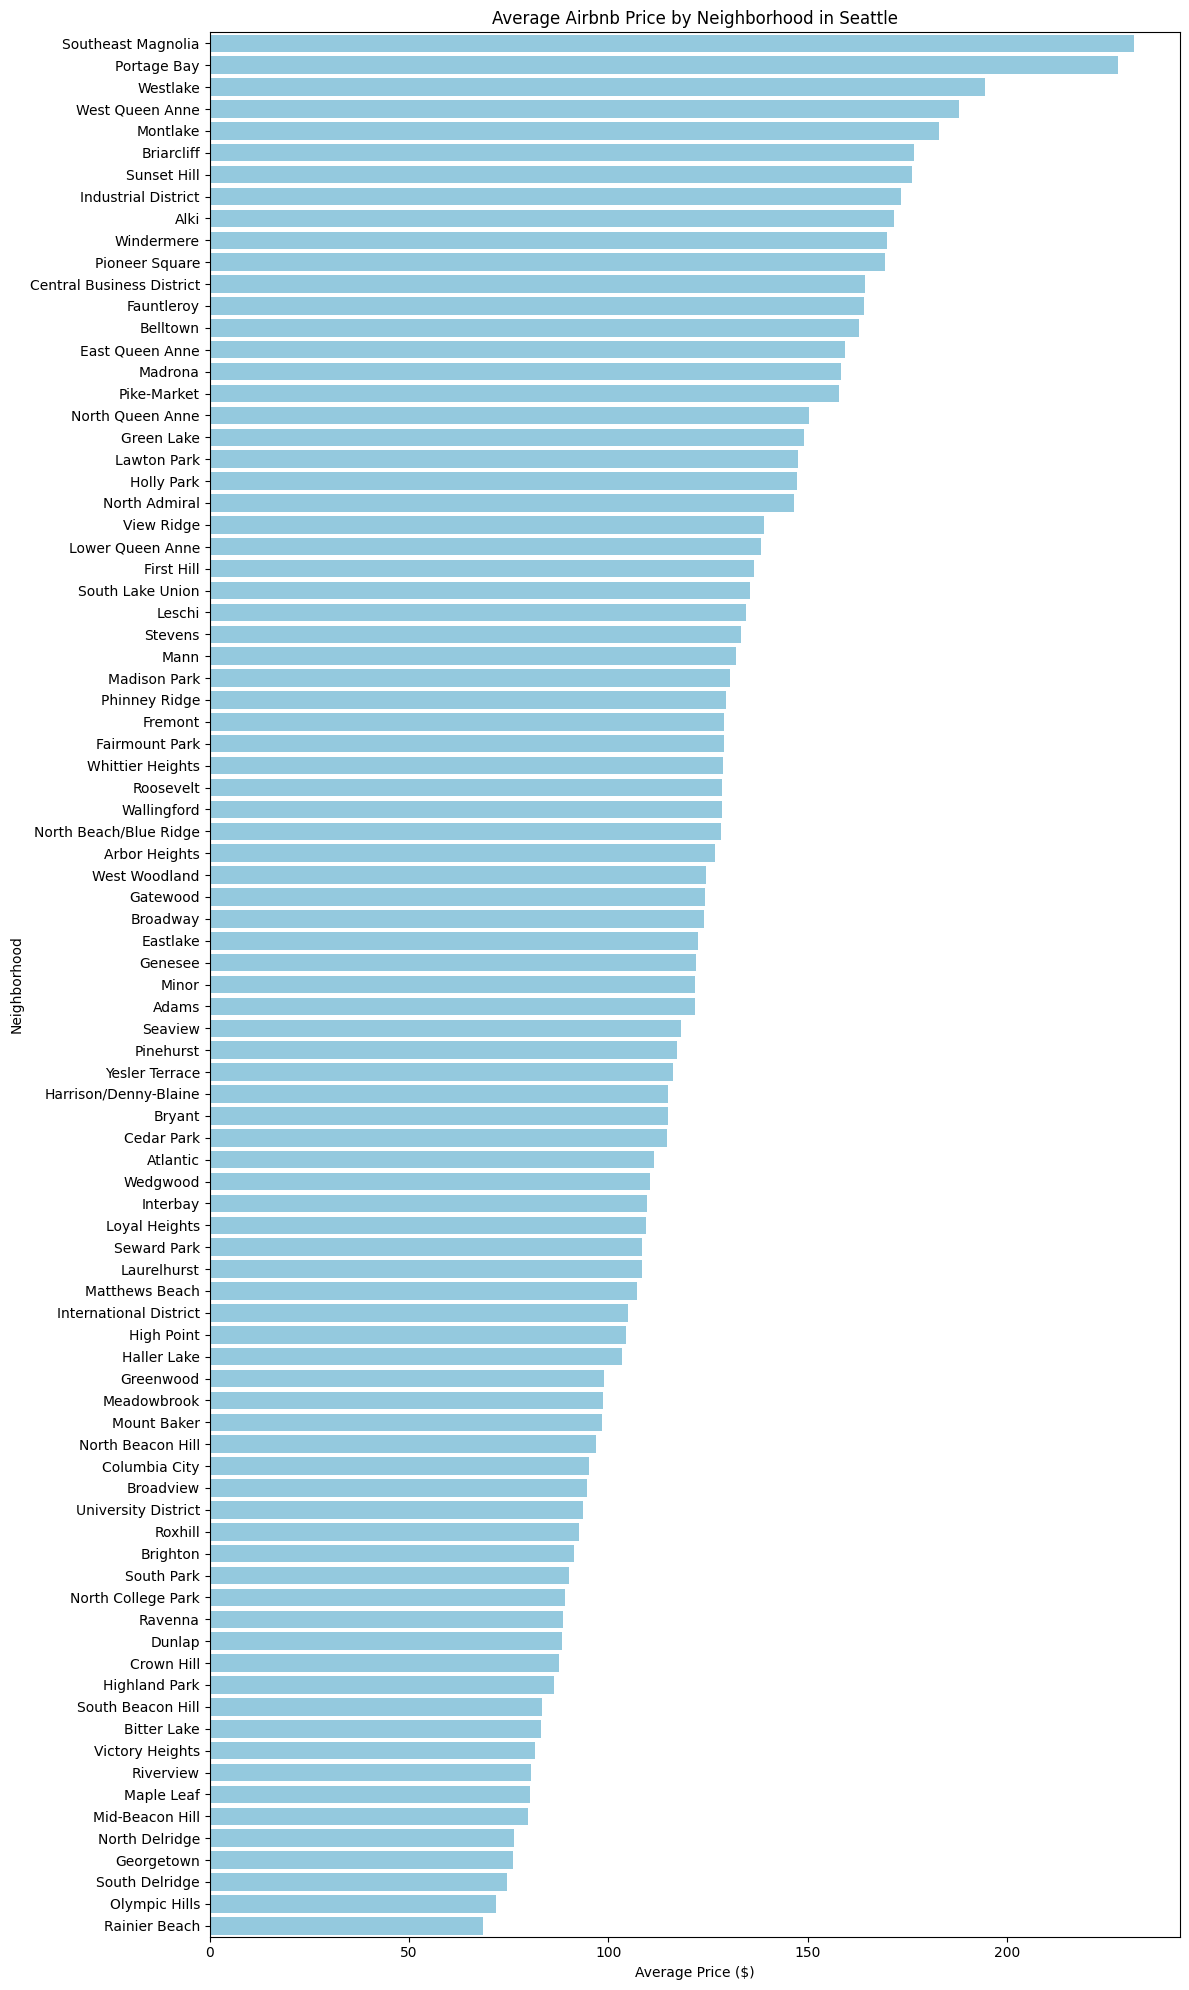 Average Airbnb Price by Neighborhood in Seattle
Southeast Magnolia
Portage Bay
Westlake
West Queen Anne
Montlake
Briarcliff
Sunset Hill
Industrial District
Alki
Windermere
Pioneer Square
Central Business District
Fauntleroy
Belltown
East Queen Anne
Madrona
Pike-Market
North Queen Anne
Green Lake
Lawton Park
Holly Park
North Admiral
View Ridge
Lower Queen Anne
First Hill
South Lake Union
Leschi
Stevens
Mann
Madison Park
Phinney Ridge
Fremont
Fairmount Park
Whittier Heights
Roosevelt
Wallingford
North Beach/Blue Ridge
Arbor Heights
West Woodland
Gatewood
Broadway
Eastlake
Genesee
Minor
Adams
Seaview
Pinehurst
Yesler Terrace
Harrison/Denny-Blaine
Bryant
Cedar Park
Atlantic
Wedgwood
Interbay
Loyal Heights
Seward Park
Laurelhurst
Matthews Beach
International District
High Point
Haller Lake
Greenwood
Meadowbrook
Mount Baker
North Beacon Hill
Columbia City
Broadview
University District
Roxhill
Brighton
South Park
North College Park
Ravenna
Dunlap
Crown Hill
Highland Park
South Beacon Hill
Bitter Lake
Victory Heights
Riverview
Maple Leaf
Mid-Beacon Hill
North Delridge
Georgetown
South Delridge
Olympic Hills
Rainier Beach
Neighborhood
0 50 100 150 200
Average Price ($)